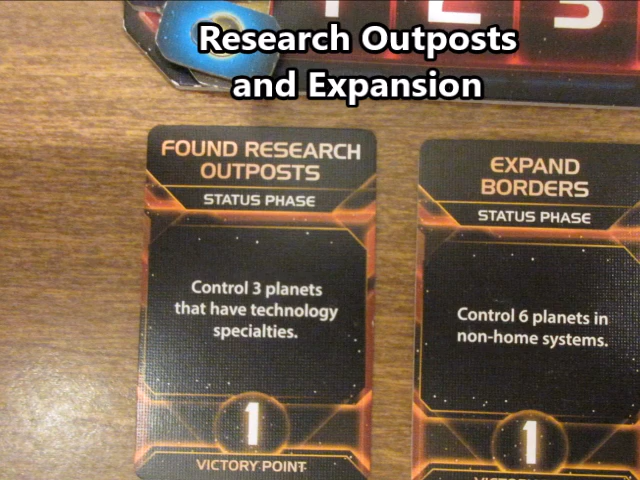 Research Outposts
and Expansion
FOUND RESEARCH
OUTPOSTS
STATUS PHASE
Control 3 planets
that have technology
specialties.
1
VICTORY POINT
EXPAND
BORDERS
STATUS PHASE
Control 6 planets in
non-home systems.
1